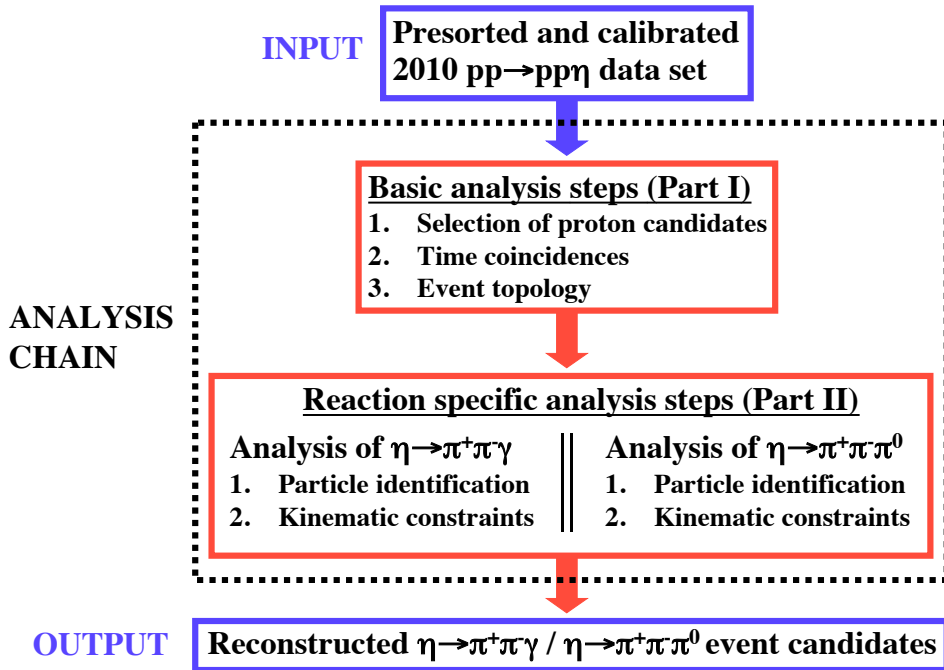 INPUT
Presorted and calibrated
2010 pp→ppη data set
Basic analysis steps (Part I)
1. Selection of proton candidates
2. Time coincidences
3. Event topology
ANALYSIS
CHAIN
Reaction specific analysis steps (Part II)
Analysis of η→π⁺π⁻γ
1. Particle identification
2. Kinematic constraints
Analysis of η→π⁺π⁻π⁰
1. Particle identification
2. Kinematic constraints
OUTPUT
Reconstructed η→π⁺π⁻γ / η→π⁺π⁻π⁰ event candidates